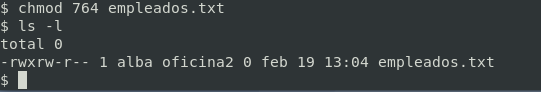 $ chmod 764 empleados.txt
$ ls -l
total 0
-rwxrw-r-- 1 alba oficina2 0 feb 19 13:04 empleados.txt
$